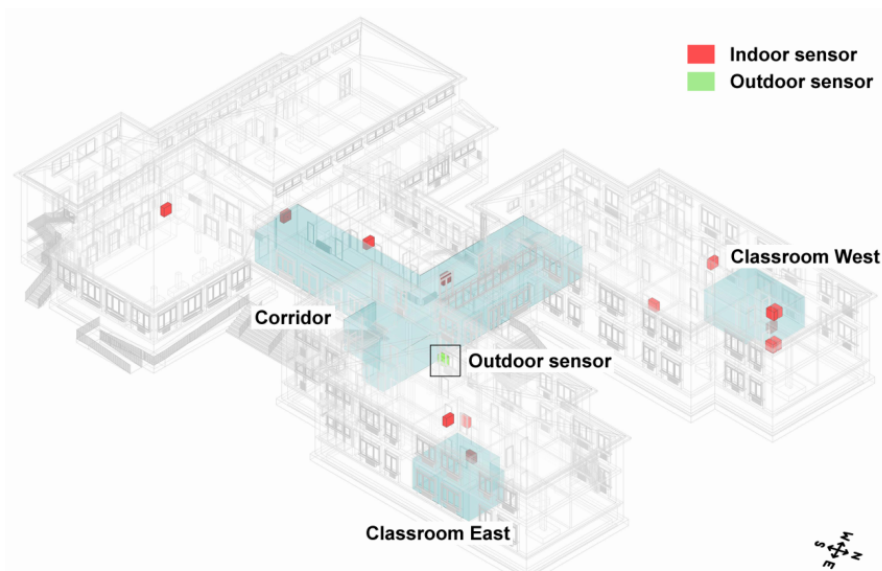 Indoor sensor
Outdoor sensor
Classroom West
Corridor
Outdoor sensor
Classroom East
W
S
N
E